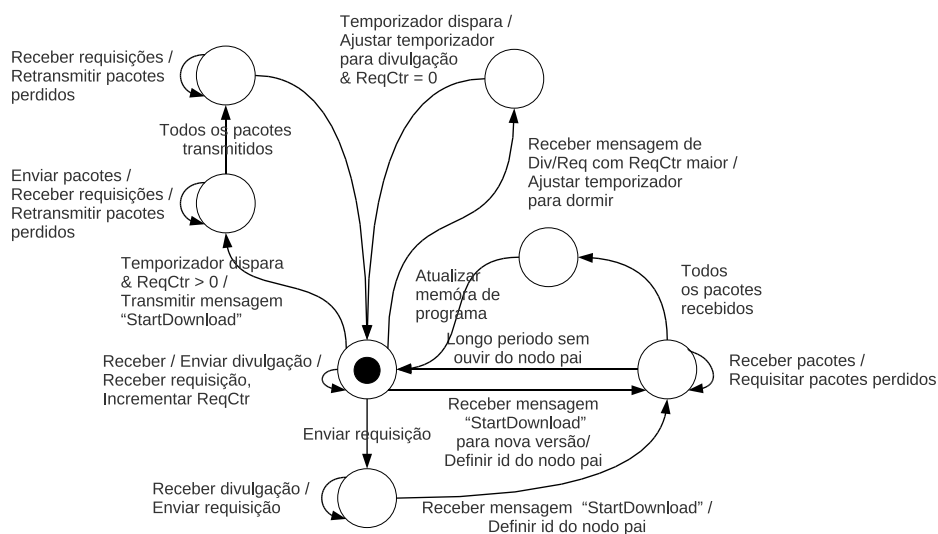 Temporizador dispara /
Ajustar temporizador
para divulgação
& ReqCtr = 0
Receber requisições /
Retransmitir pacotes
perdidos
Todos os pacotes
transmitidos
Receber mensagem de
Div/Req com ReqCtr maior /
Ajustar temporizador
para dormir
Enviar pacotes /
Receber requisições /
Retransmitir pacotes
perdidos
Temporizador dispara
& ReqCtr > 0 /
Transmitir mensagem
“StartDownload”
Atualizar
memóra de
programa
Todos
os pacotes
recebidos
Longo periodo sem
ouvir do nodo pai
Receber / Enviar divulgação /
Receber requisição,
Incrementar ReqCtr
Receber pacotes /
Requisitar pacotes perdidos
Receber mensagem
“StartDownload”
para nova versão/
Definir id do nodo pai
Enviar requisição
Receber divulgação /
Enviar requisição
Receber mensagem “StartDownload” /
Definir id do nodo pai